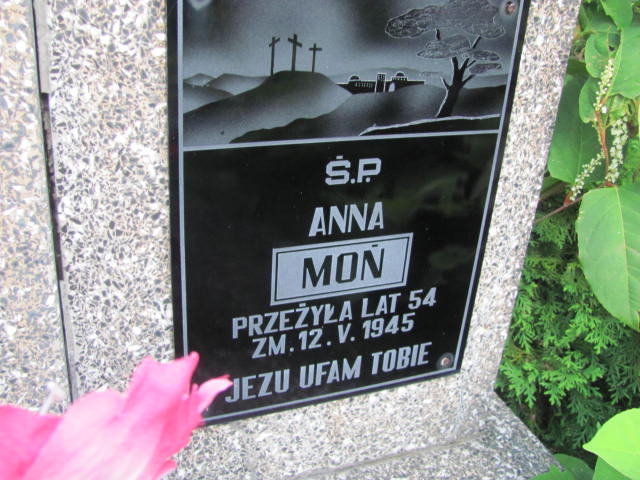 Ś.P.
ANNA
MOŃ
PRZEŻYŁA LAT 54
ZM. 12. V. 1945
JEZU UFAM TOBIE